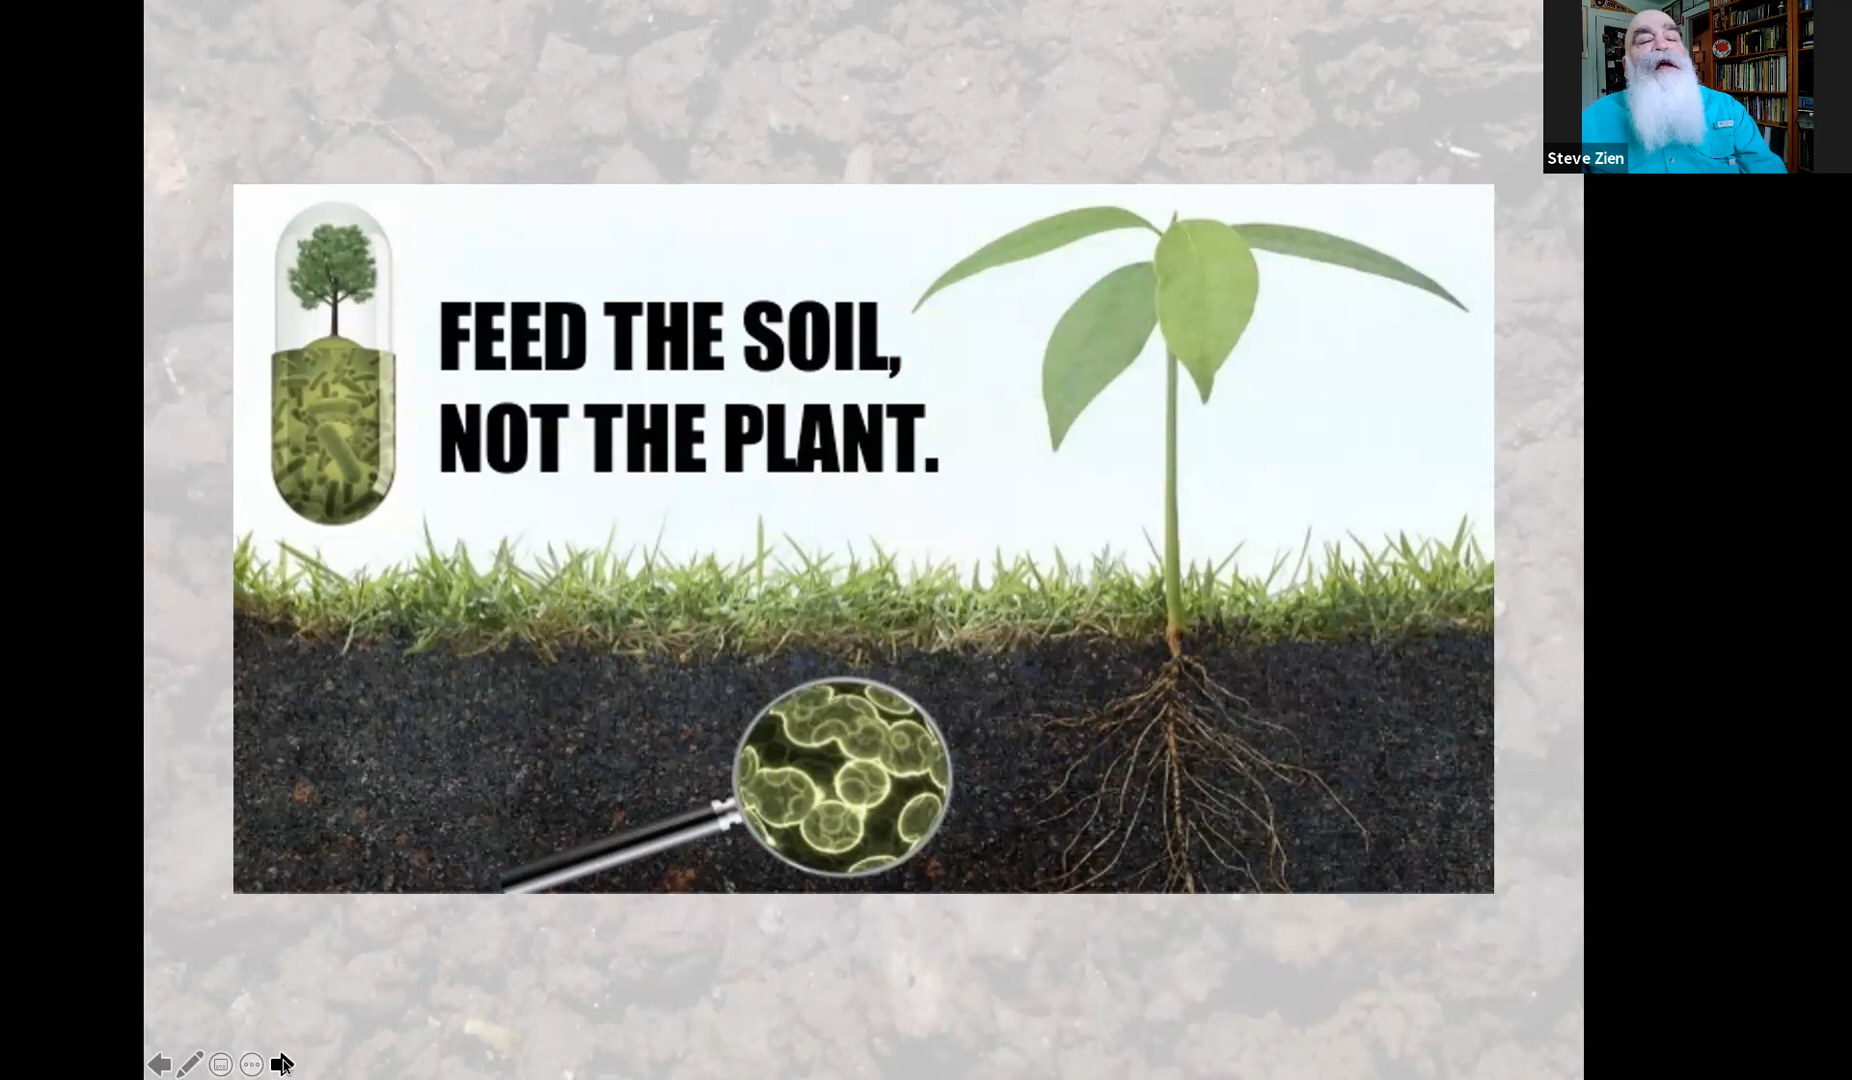 FEED THE SOIL,
NOT THE PLANT.
Steve Zien